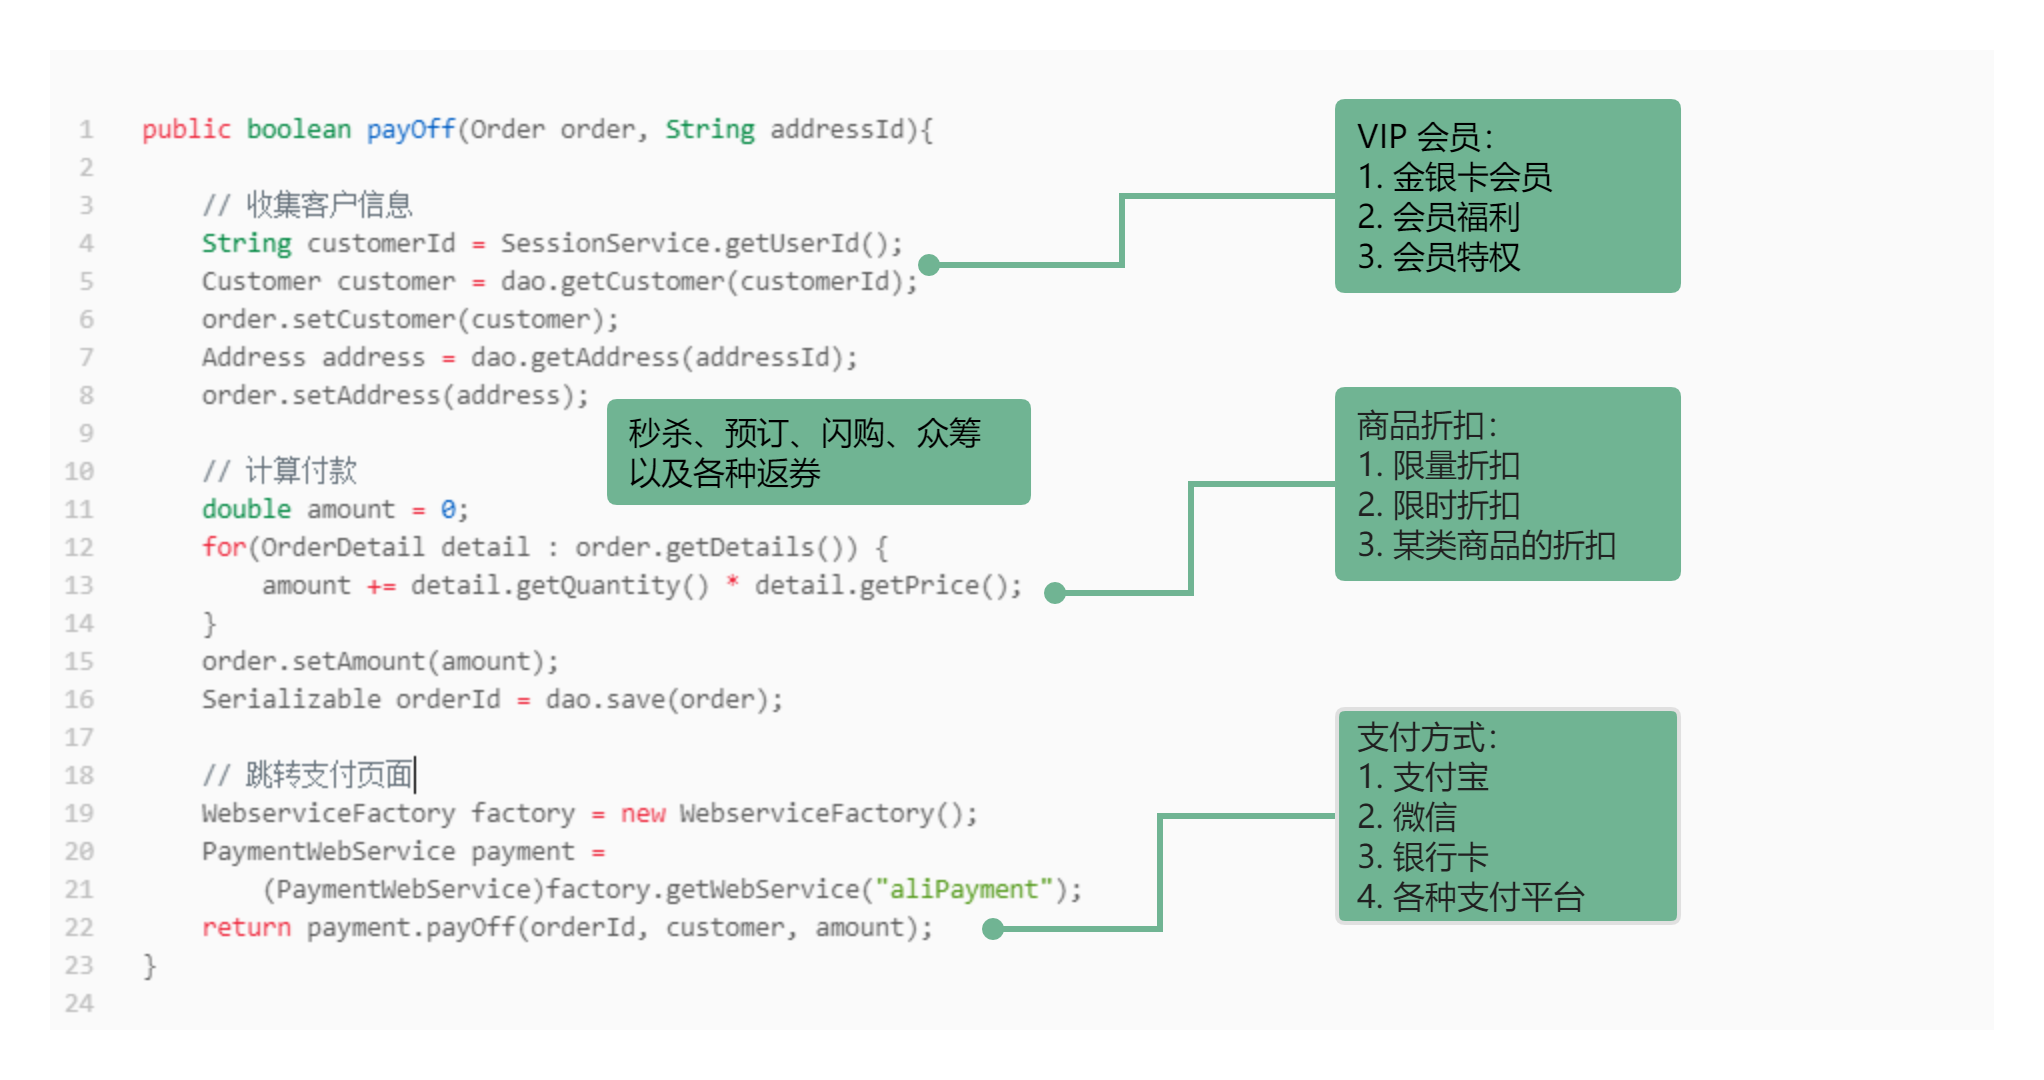 1 public boolean payOff(Order order, String addressId){
2
3 // 收集客户信息
4 String customerId = SessionService.getUserId();
5 Customer customer = dao.getCustomer(customerId);
6 order.setCustomer(customer);
7 Address address = dao.getAddress(addressId);
8 order.setAddress(address);
9
10 // 计算付款
11 double amount = 0;
12 for(OrderDetail detail : order.getDetails()) {
13 amount += detail.getQuantity() * detail.getPrice();
14 }
15 order.setAmount(amount);
16 Serializable orderId = dao.save(order);
17
18 // 跳转支付页面
19 WebserviceFactory factory = new WebserviceFactory();
20 PaymentWebService payment =
21 (PaymentWebService)factory.getWebService("aliPayment");
22 return payment.payOff(orderId, customer, amount);
23 }
24
秒杀、预订、闪购、众筹
以及各种返券
VIP 会员：
1. 金银卡会员
2. 会员福利
3. 会员特权
商品折扣：
1. 限量折扣
2. 限时折扣
3. 某类商品的折扣
支付方式：
1. 支付宝
2. 微信
3. 银行卡
4. 各种支付平台